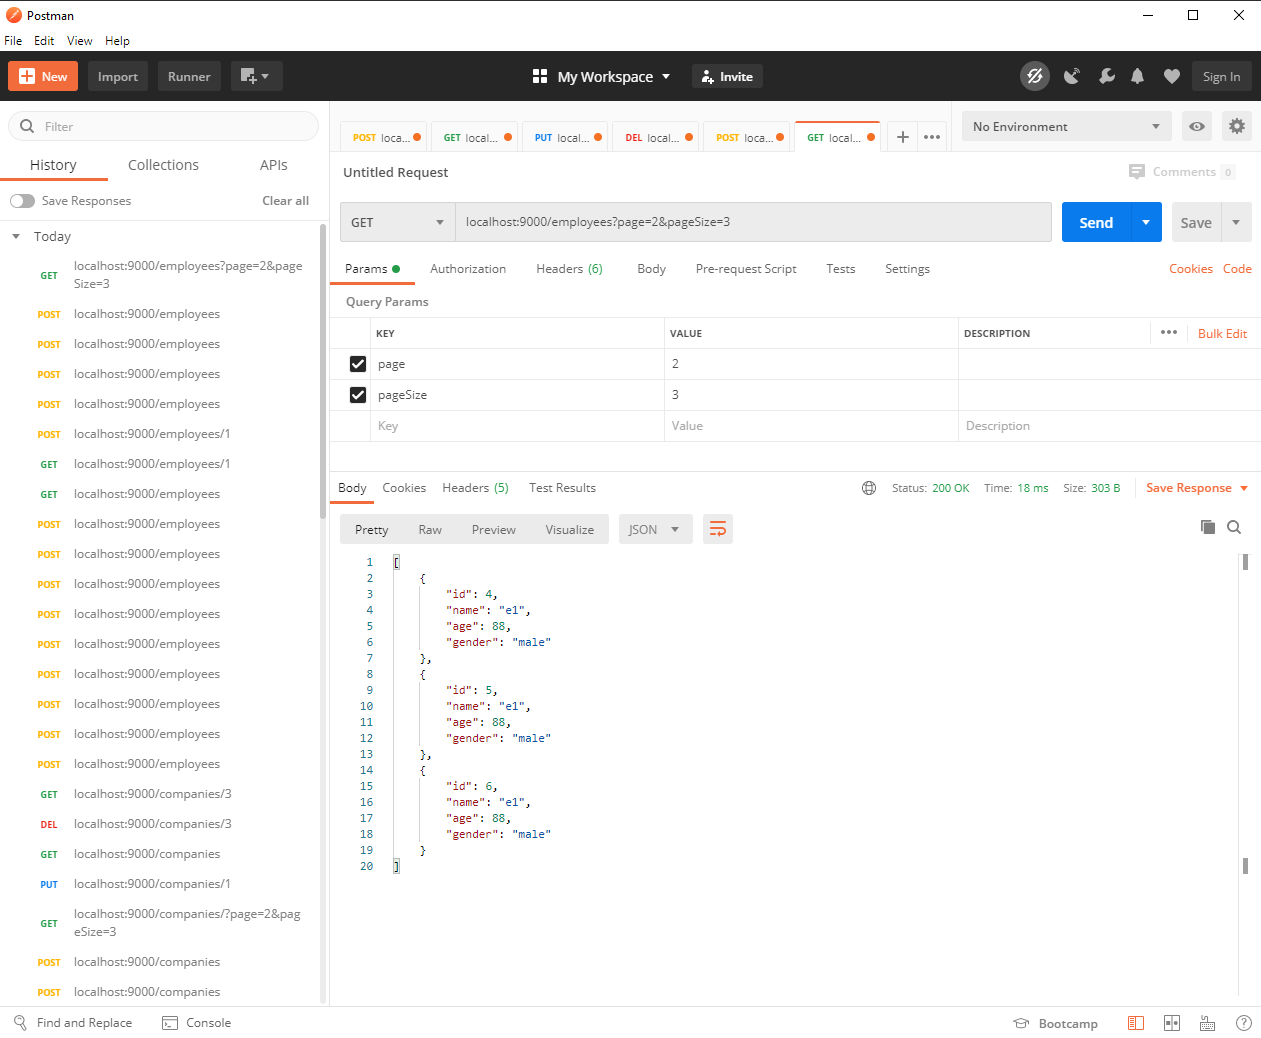 Postman
File Edit View Help
New Import Runner My Workspace Invite Sign In
Filter
History Collections APIs
Save Responses Clear all
Today
GET localhost:9000/employees?page=2&page
Size=3
POST localhost:9000/employees
POST localhost:9000/employees
POST localhost:9000/employees
POST localhost:9000/employees
POST localhost:9000/employees/1
GET localhost:9000/employees/1
GET localhost:9000/employees
POST localhost:9000/employees
POST localhost:9000/employees
POST localhost:9000/employees
POST localhost:9000/employees
POST localhost:9000/employees
POST localhost:9000/employees
POST localhost:9000/employees
POST localhost:9000/employees
POST localhost:9000/employees
GET localhost:9000/companies/3
DEL localhost:9000/companies/3
GET localhost:9000/companies
PUT localhost:9000/companies/1
GET localhost:9000/companies/?page=2&pag
eSize=3
POST localhost:9000/companies
POST localhost:9000/companies
POST loca... GET local... PUT local... DEL local... POST loca... GET local... No Environment
Untitled Request Comments 0
GET localhost:9000/employees?page=2&pageSize=3 Send Save
Params Authorization Headers (6) Body Pre-request Script Tests Settings Cookies Code
Query Params
KEY VALUE DESCRIPTION Bulk Edit
page 2
pageSize 3
Key Value Description
Body Cookies Headers (5) Test Results Status: 200 OK Time: 18 ms Size: 303 B Save Response
Pretty Raw Preview Visualize JSON
1 [
2 {
3 "id": 4,
4 "name": "e1",
5 "age": 88,
6 "gender": "male"
7 },
8 {
9 "id": 5,
10 "name": "e1",
11 "age": 88,
12 "gender": "male"
13 },
14 {
15 "id": 6,
16 "name": "e1",
17 "age": 88,
18 "gender": "male"
19 }
20 ]
Find and Replace Console Bootcamp